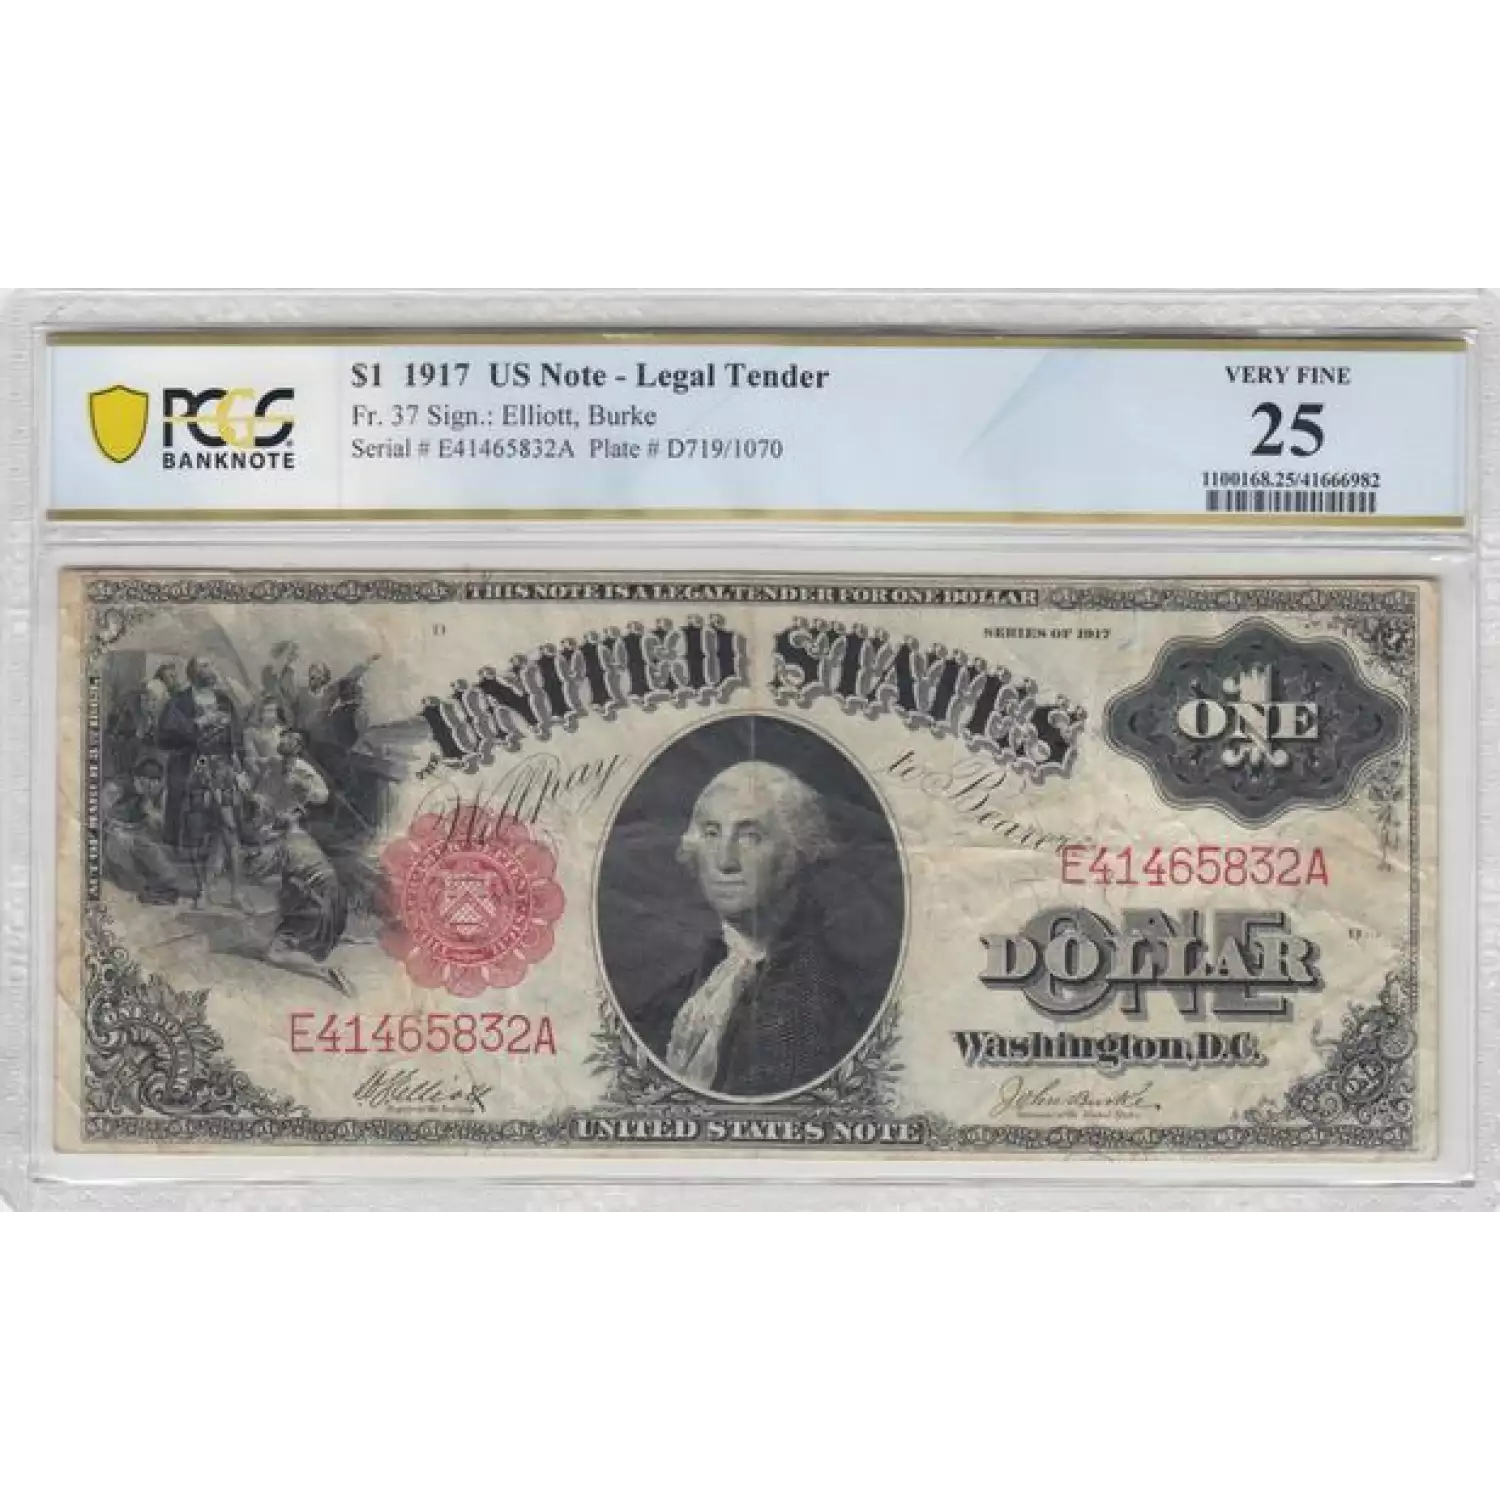 $1 1917 US Note - Legal Tender
Fr. 37 Sign.: Elliott, Burke
Serial # E41465832A Plate # D719/1070
PCGS
BANKNOTE
VERY FINE
25
1100168.25/41666982
THIS NOTE IS A LEGAL TENDER FOR ONE DOLLAR
D
SERIES OF 1917
UNITED STATES
ONE
Will pay to Bearer
E41465832A
ONE
DOLLAR
D
Washington, D.C.
E41465832A
John Burke
UNITED STATES NOTE